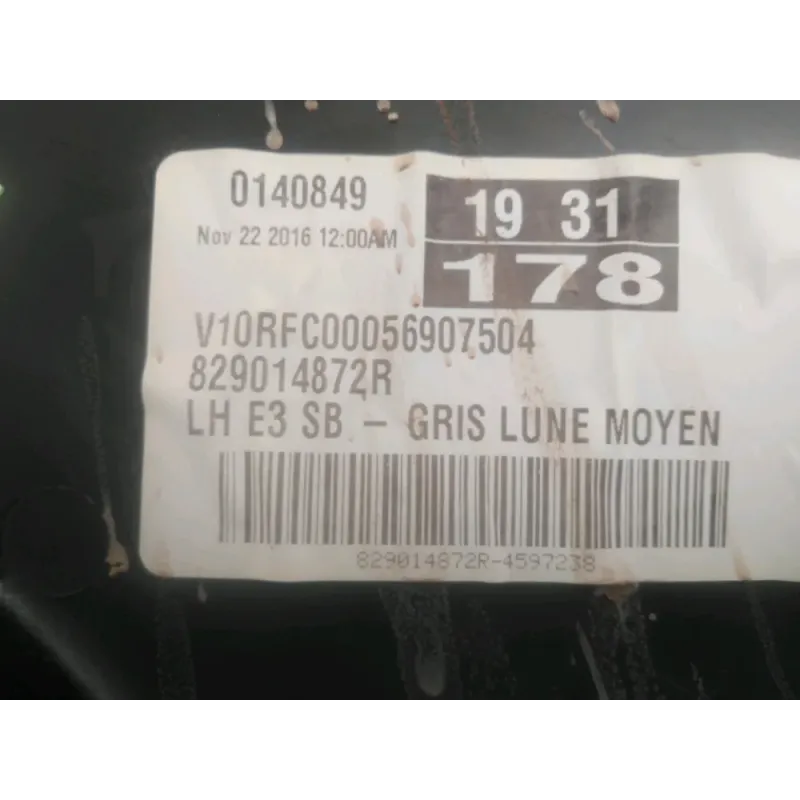 0140849
19 31
Nov 22 2016 12:00AM
178
V10RFC00056907504
829014872R
LH E3 SB - GRIS LUNE MOYEN
829014872R-4597238